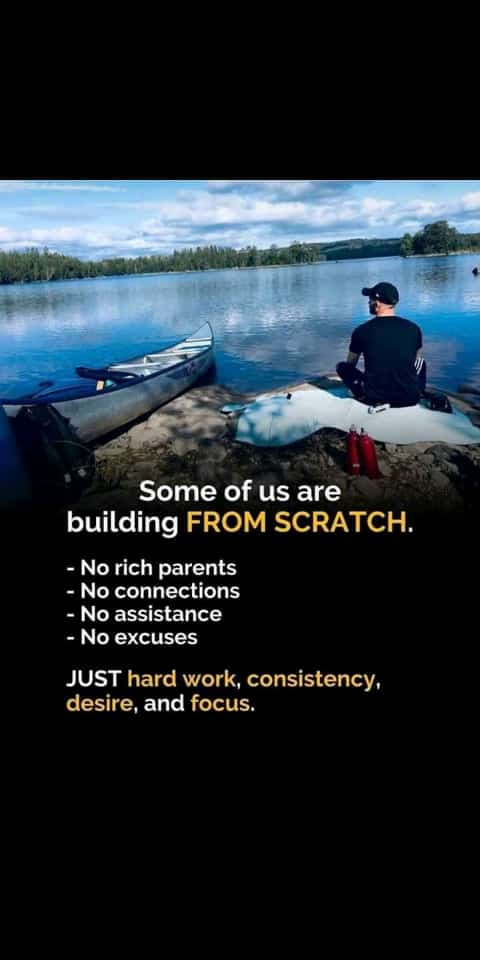 Some of us are
building FROM SCRATCH.
- No rich parents
- No connections
- No assistance
- No excuses
JUST hard work, consistency,
desire, and focus.